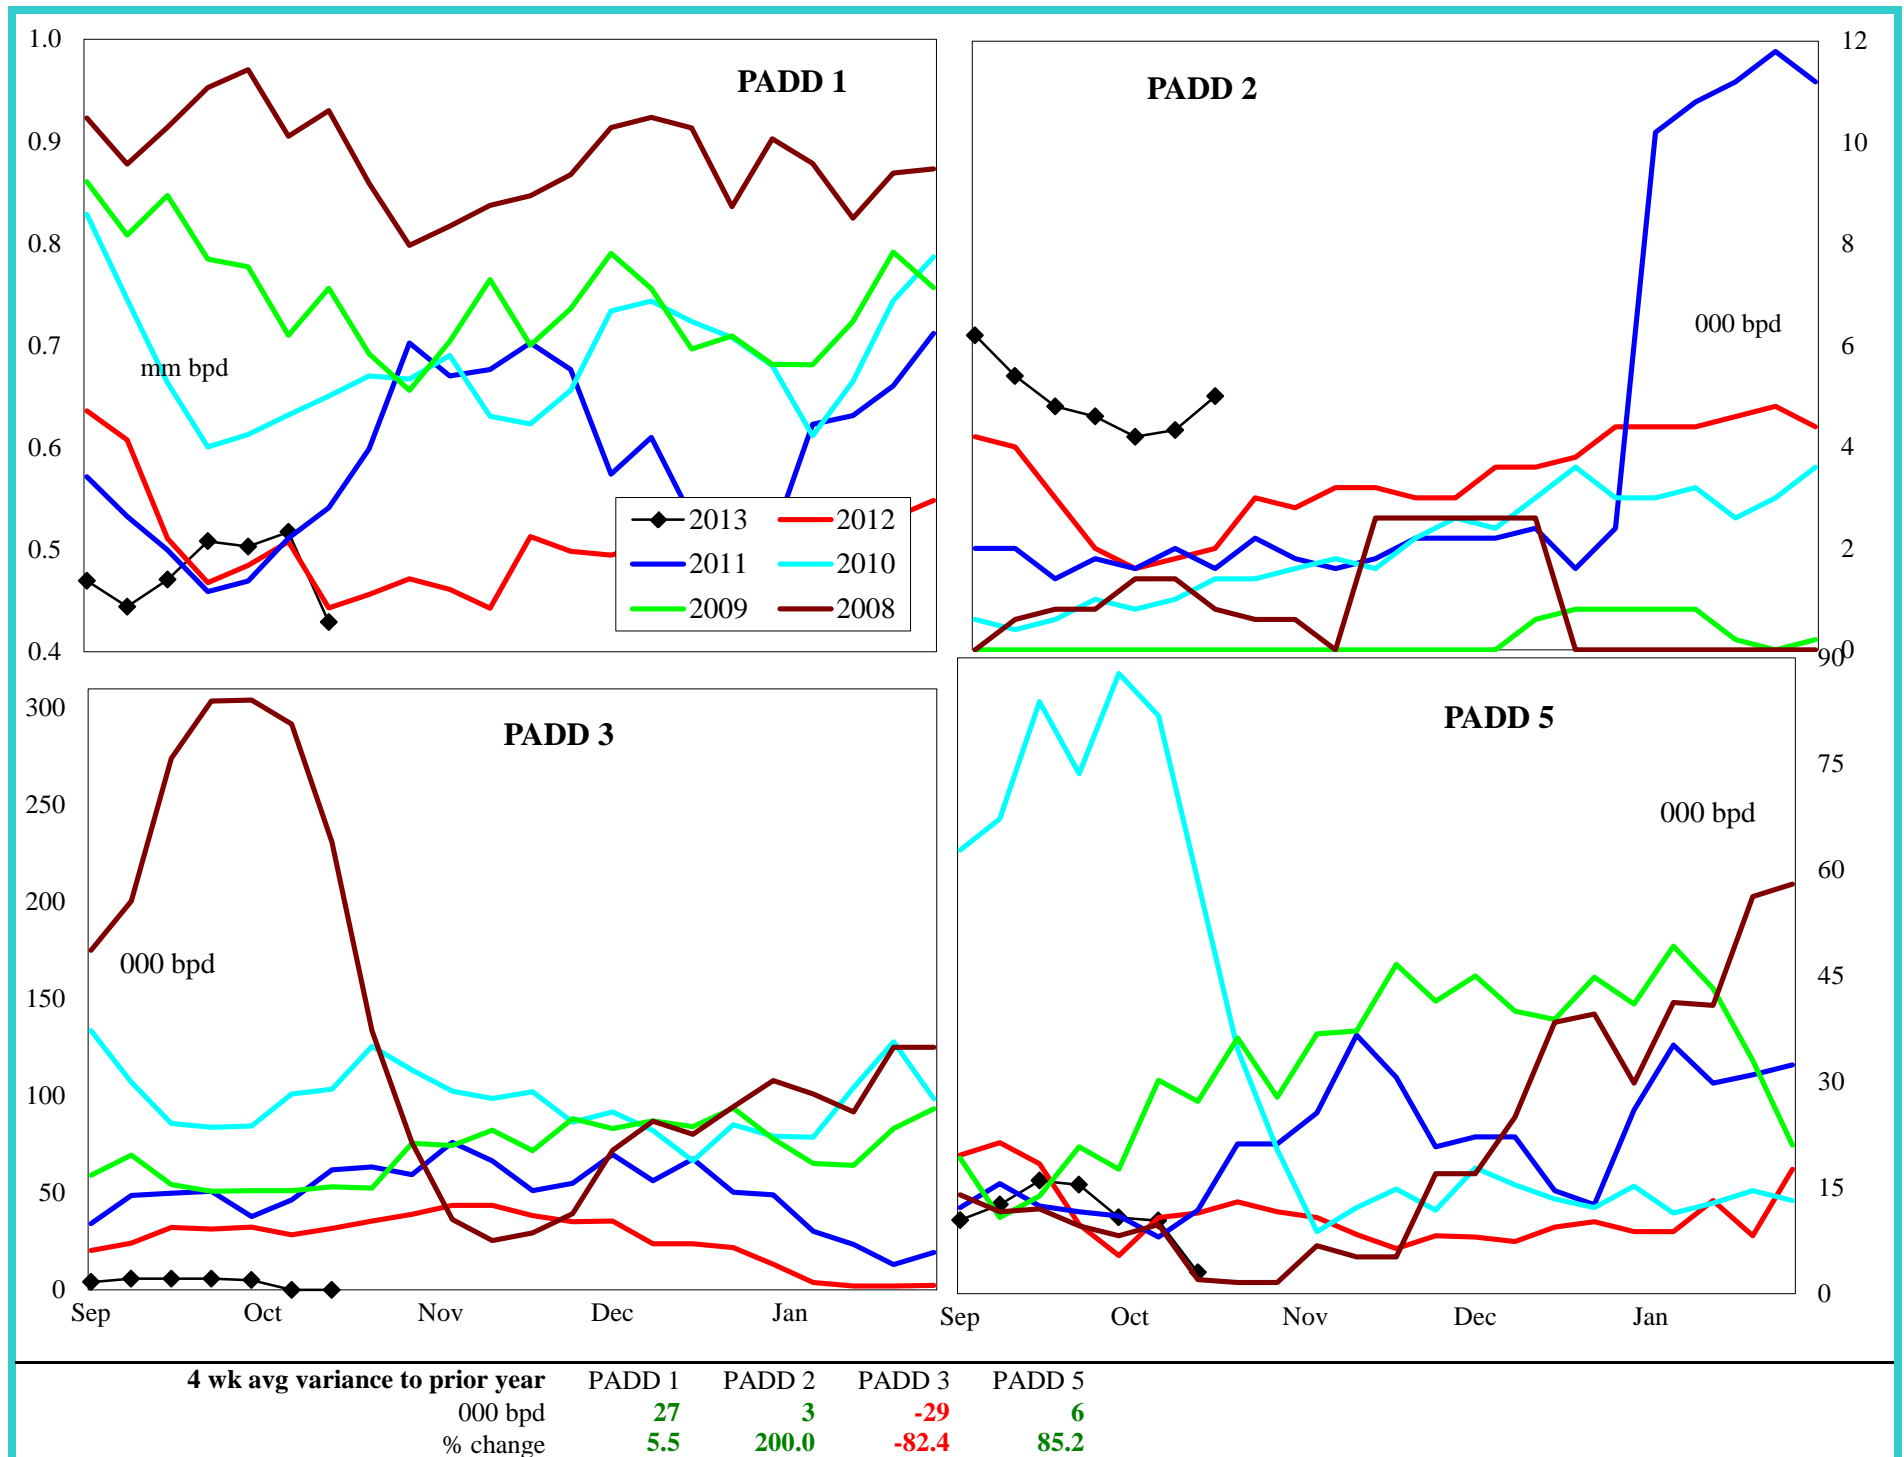 PADD 1
1.0
0.9
0.8
0.7
0.6
0.5
0.4
mm bpd
2013 2012
2011 2010
2009 2008
PADD 2
12
10
8
6
4
2
0
000 bpd
PADD 3
300
250
200
150
100
50
0
000 bpd
Sep Oct Nov Dec Jan
PADD 5
90
75
60
45
30
15
0
000 bpd
Sep Oct Nov Dec Jan
4 wk avg variance to prior year PADD 1 PADD 2 PADD 3 PADD 5
000 bpd 27 3 -29 6
% change 5.5 200.0 -82.4 85.2